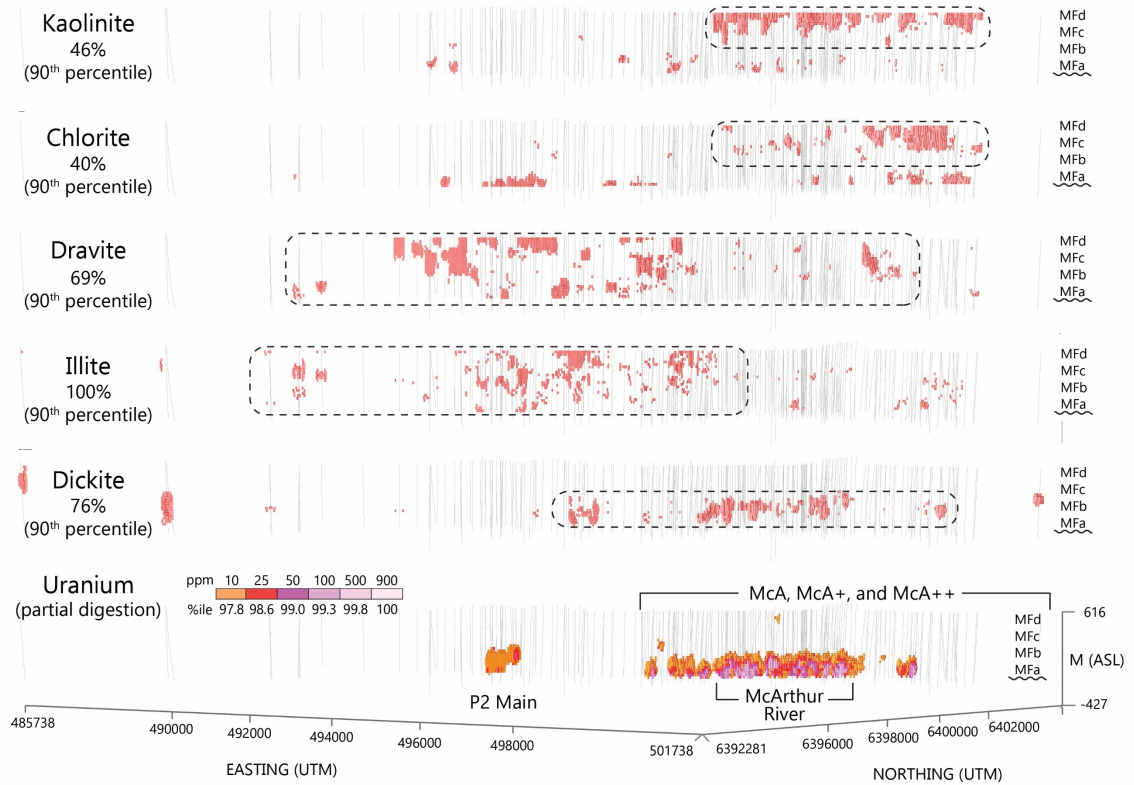 Kaolinite
46%
(90th percentile)
MFd
MFc
MFb
MFa
Chlorite
40%
(90th percentile)
MFd
MFc
MFb
MFa
Dravite
69%
(90th percentile)
MFd
MFc
MFb
MFa
Illite
100%
(90th percentile)
MFd
MFc
MFb
MFa
Dickite
76%
(90th percentile)
MFd
MFc
MFb
MFa
Uranium
(partial digestion)
ppm 10 25 50 100 500 900
%ile 97.8 98.6 99.0 99.3 99.8 100
McA, McA+, and McA++
616
MFd
MFc
MFb
MFa
M (ASL)
-427
P2 Main
McArthur
River
485738 490000 492000 494000 496000 498000 501738 6392281 6396000 6398000 6400000 6402000
EASTING (UTM)
NORTHING (UTM)